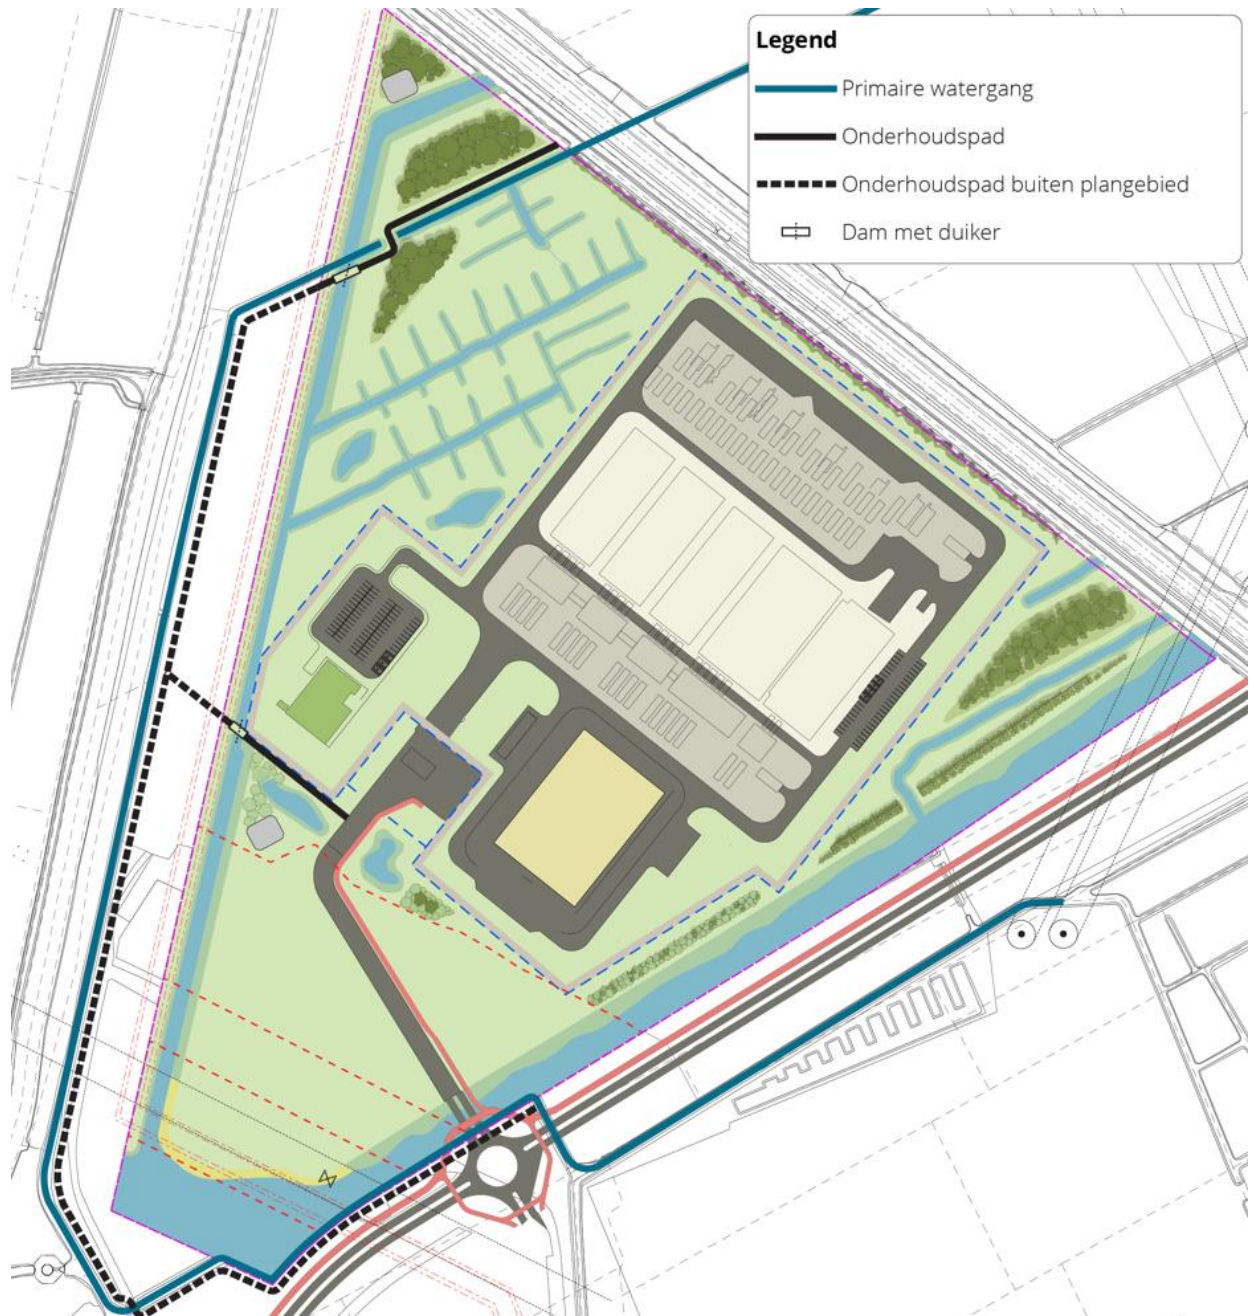 Legend
Primaire watergang
Onderhoudspad
Onderhoudspad buiten plangebied
Dam met duiker